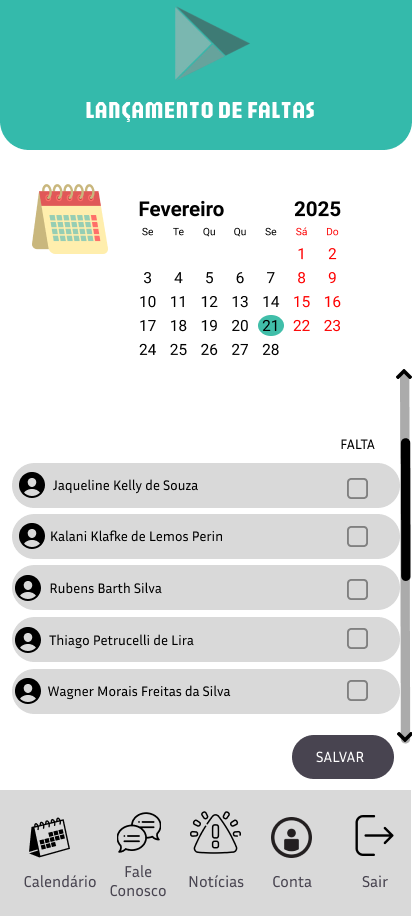 LANÇAMENTO DE FALTAS
Fevereiro 2025
Se Te Qu Qu Se Sá Do
1 2
3 4 5 6 7 8 9
10 11 12 13 14 15 16
17 18 19 20 21 22 23
24 25 26 27 28
FALTA
Jaqueline Kelly de Souza
Kalani Klafke de Lemos Perin
Rubens Barth Silva
Thiago Petrucelli de Lira
Wagner Morais Freitas da Silva
SALVAR
Calendário
Fale
Conosco
Notícias
Conta
Sair